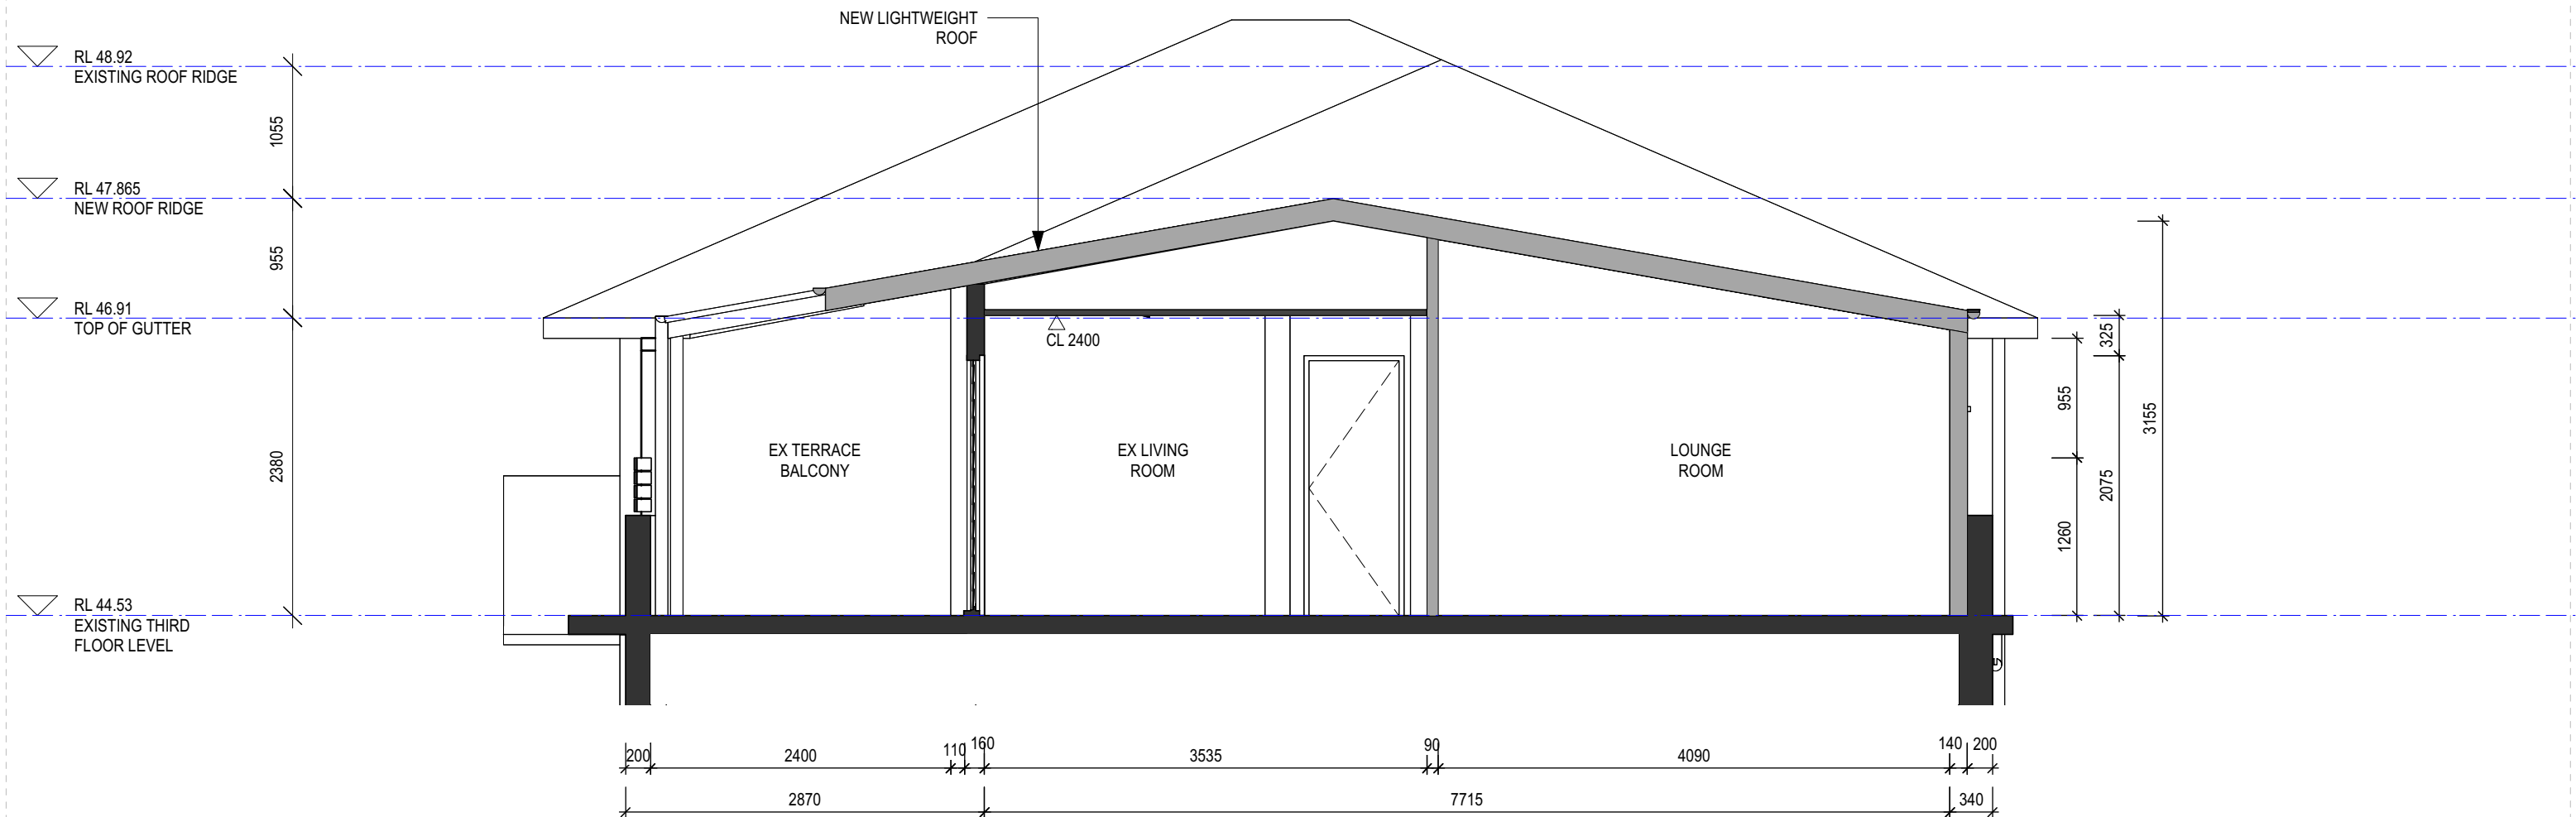 NEW LIGHTWEIGHT
ROOF
RL 48.92
EXISTING ROOF RIDGE
1055
RL 47.865
NEW ROOF RIDGE
955
RL 46.91
TOP OF GUTTER
CL 2400
325
955
3155
2380
EX TERRACE
BALCONY
EX LIVING
ROOM
LOUNGE
ROOM
2075
1260
RL 44.53
EXISTING THIRD
FLOOR LEVEL
200
2400
110
160
3535
90
4090
140
200
2870
7715
340